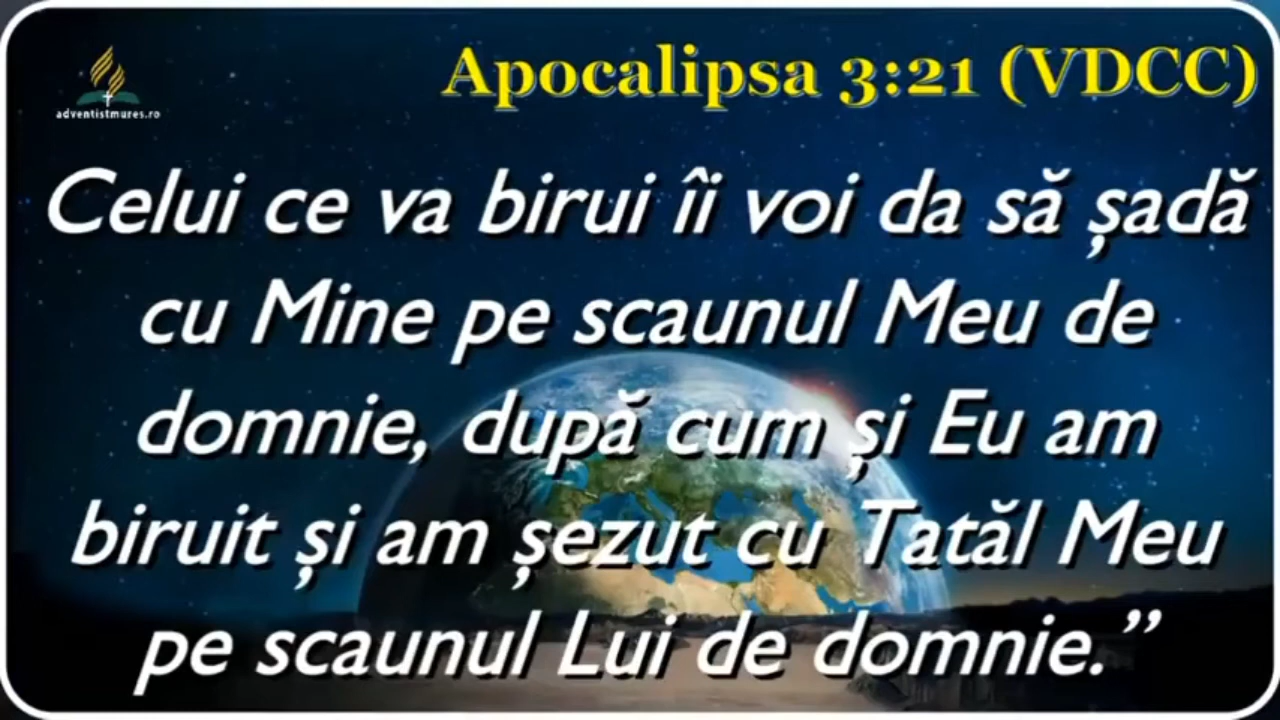 Apocalipsa 3:21 (VDCC)
adventistmures.ro
Celui ce va birui îi voi da să șadă
cu Mine pe scaunul Meu de
domnie, după cum și Eu am
biruit și am șezut cu Tatăl Meu
pe scaunul Lui de domnie.”